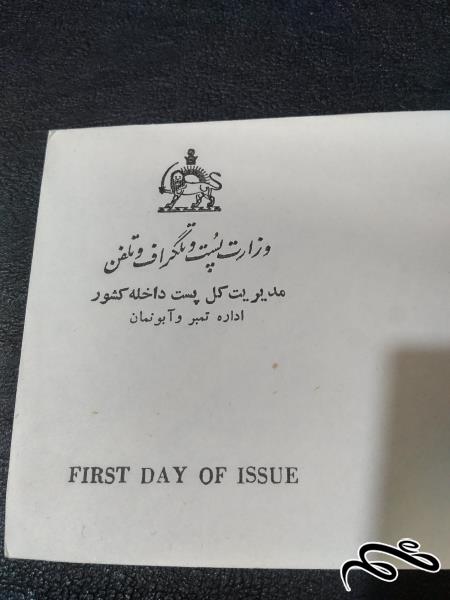 وزارت پست و تلگراف و تلفن
مدیریت کل پست داخله کشور
اداره تمبر و آبونمان
FIRST DAY OF ISSUE